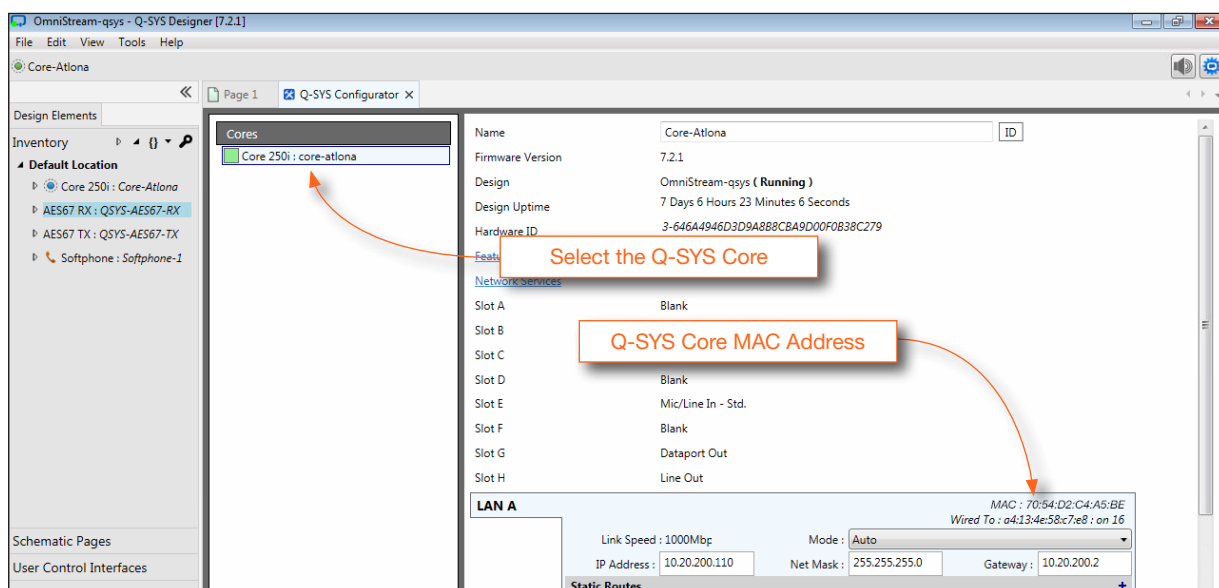 OmniStream-qsys - Q-SYS Designer [7.2.1]
File Edit View Tools Help
Core-Atlona
Page 1
Q-SYS Configurator
Design Elements
Inventory
Default Location
Core 250i : Core-Atlona
AES67 RX : QSYS-AES67-RX
AES67 TX : QSYS-AES67-TX
Softphone : Softphone-1
Schematic Pages
User Control Interfaces
Cores
Core 250i : core-atlona
Name Core-Atlona ID
Firmware Version 7.2.1
Design OmniStream-qsys ( Running )
Design Uptime 7 Days 6 Hours 23 Minutes 6 Seconds
Hardware ID 3-646A4946D3D9A8B8CBA9D00F0B38C279
Select the Q-SYS Core
Network Services
Slot A Blank
Slot B
Q-SYS Core MAC Address
Slot C
Slot D Blank
Slot E Mic/Line In - Std.
Slot F Blank
Slot G Dataport Out
Slot H Line Out
LAN A
MAC : 70:54:D2:C4:A5:BE
Wired To : a4:13:4e:58:c7:e8 : on 16
Link Speed : 1000Mbp Mode : Auto
IP Address : 10.20.200.110 Net Mask : 255.255.255.0 Gateway : 10.20.200.2
Static Routes +